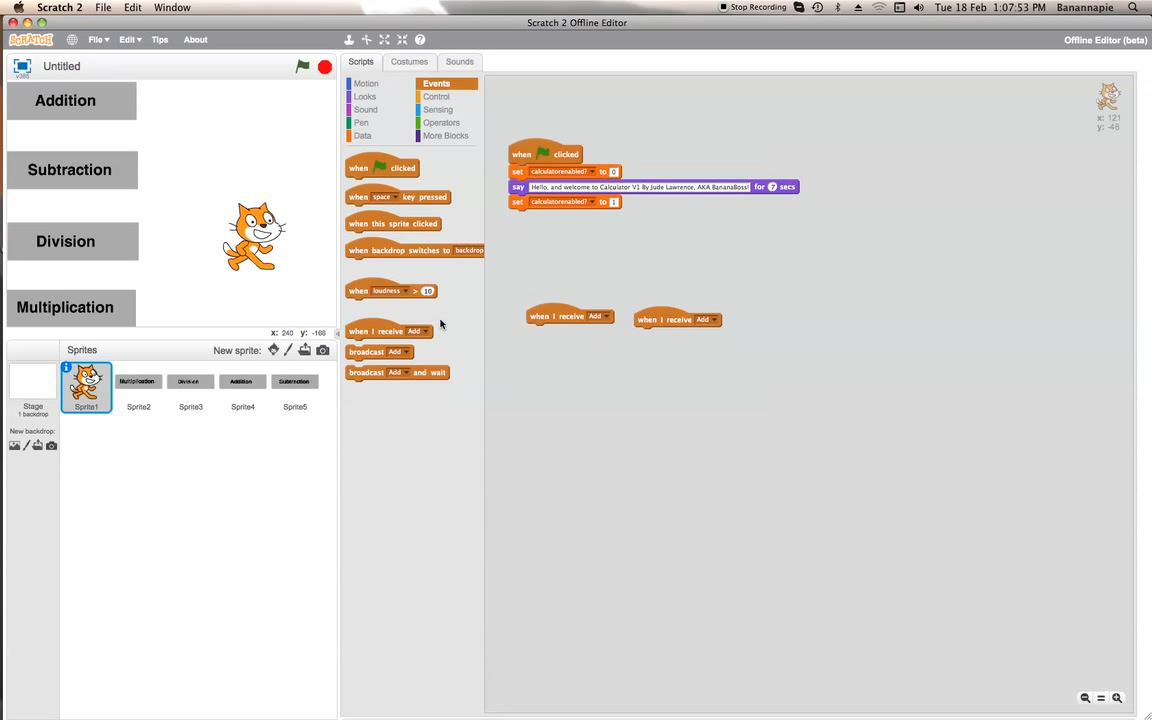 Scratch 2 File Edit Window Stop Recording Tue 18 Feb 1:07:53 PM Banannapie
Scratch 2 Offline Editor
SCRATCH File Edit Tips About Offline Editor (beta)
Untitled
v385
Scripts Costumes Sounds
Motion Events
Looks Control
Sound Sensing
Pen Operators
Data More Blocks
when clicked
when space key pressed
when this sprite clicked
when backdrop switches to backdrop
when loudness > 10
when I receive Add
broadcast Add
broadcast Add and wait
Addition
Subtraction
Division
Multiplication
x: 240 y: -168
when clicked
set calculatorenabled? to 0
say Hello, and welcome to Calculator V1 By Jude Lawrence, AKA BananaBoss! for 7 secs
set calculatorenabled? to 1
when I receive Add
when I receive Add
x: 121
y: -48
Sprites New sprite:
Stage
1 backdrop
New backdrop:
Multiplication Division Addition Subtraction
Sprite1 Sprite2 Sprite3 Sprite4 Sprite5